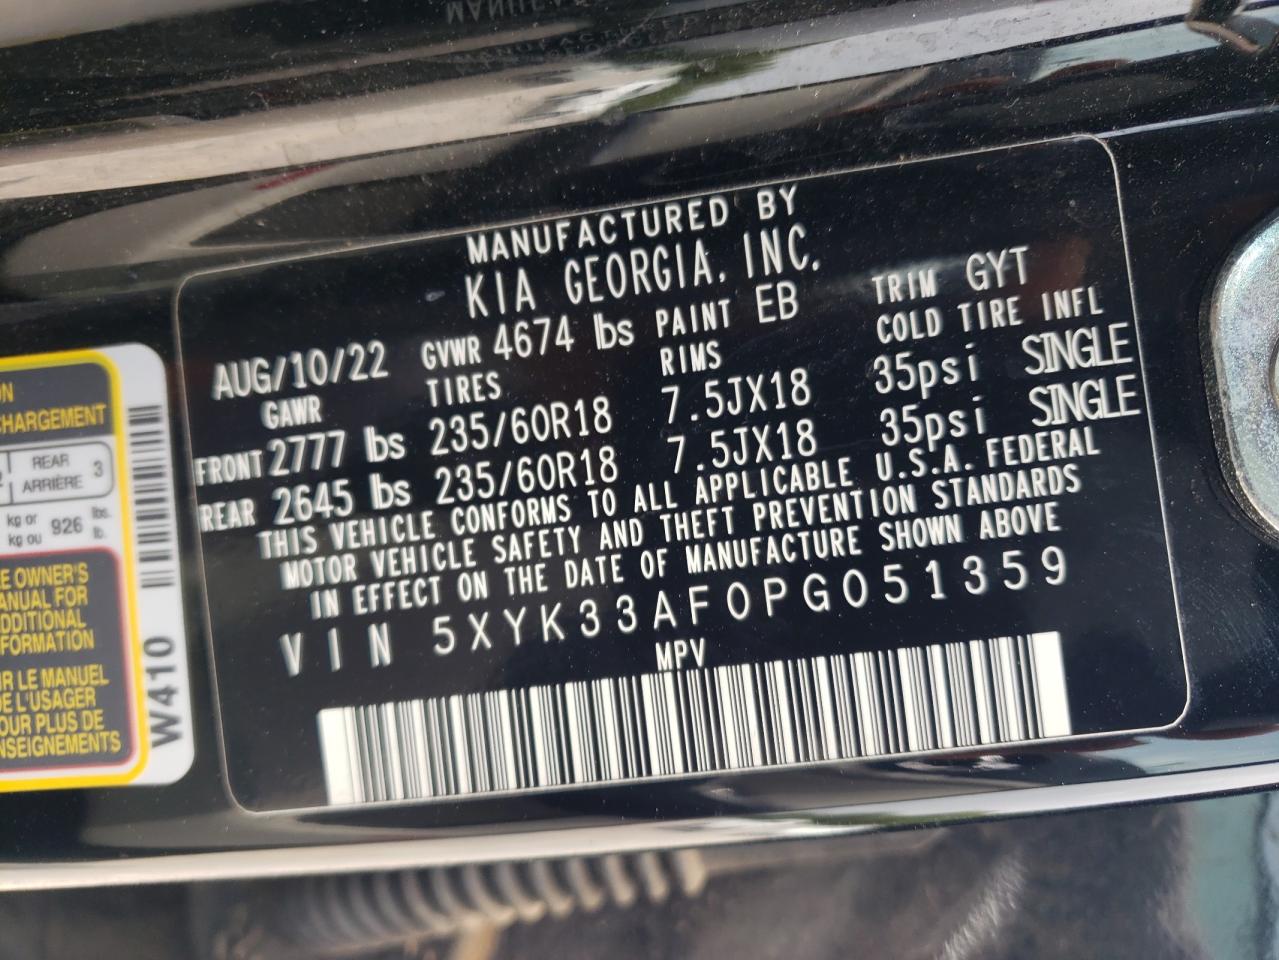 MANUFACTURED BY
KIA GEORGIA, INC.
AUG/10/22 GVWR 4674 lbs PAINT EB TRIM GYT
GAWR TIRES RIMS COLD TIRE INFL
FRONT 2777 lbs 235/60R18 7.5JX18 35psi SINGLE
REAR 2645 lbs 235/60R18 7.5JX18 35psi SINGLE
THIS VEHICLE CONFORMS TO ALL APPLICABLE U.S.A. FEDERAL
MOTOR VEHICLE SAFETY AND THEFT PREVENTION STANDARDS
IN EFFECT ON THE DATE OF MANUFACTURE SHOWN ABOVE
VIN 5XYK33AF0PG051359
MPV
CHARGEMENT
REAR 3
ARRIÈRE
kg or 926 lbs.
kg ou lb.
OWNER'S
MANUAL FOR
ADDITIONAL
INFORMATION
LE MANUEL
DE L'USAGER
POUR PLUS DE
RENSEIGNEMENTS
W410